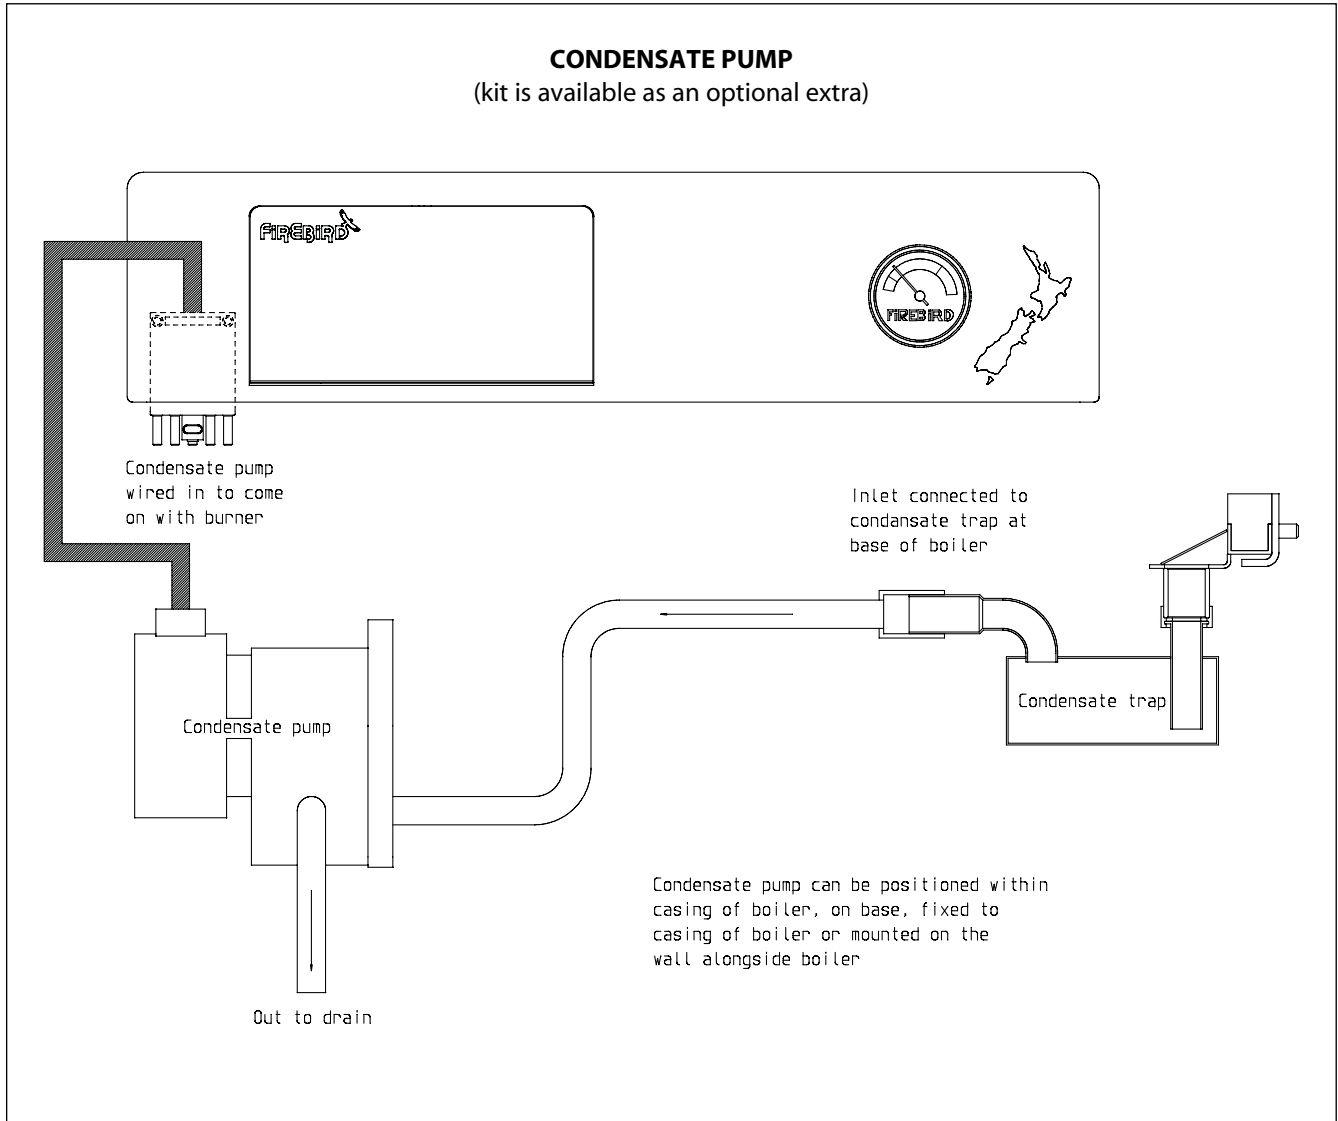 CONDENSATE PUMP
(kit is available as an optional extra)
FIREBIRD
FIREBIRD
Condensate pump
wired in to come
on with burner
Inlet connected to
condansate trap at
base of boiler
Condensate trap
Condensate pump
Condensate pump can be positioned within
casing of boiler, on base, fixed to
casing of boiler or mounted on the
wall alongside boiler
Out to drain